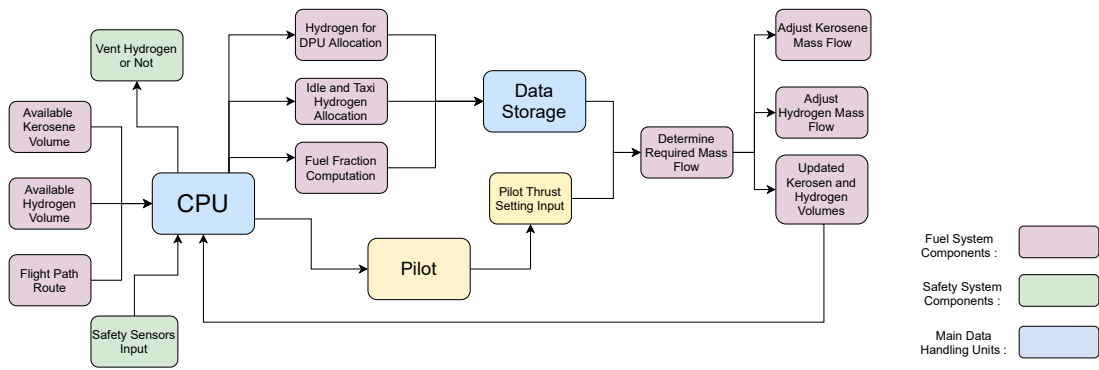 Vent Hydrogen
or Not
Available
Kerosene
Volume
Available
Hydrogen
Volume
Flight Path
Route
Safety Sensors
Input
CPU
Hydrogen for
DPU Allocation
Idle and Taxi
Hydrogen
Allocation
Fuel Fraction
Computation
Pilot
Data
Storage
Pilot Thrust
Setting Input
Determine
Required Mass
Flow
Adjust Kerosene
Mass Flow
Adjust
Hydrogen Mass
Flow
Updated
Kerosen and
Hydrogen
Volumes
Fuel System
Components :
Safety System
Components :
Main Data
Handling Units :